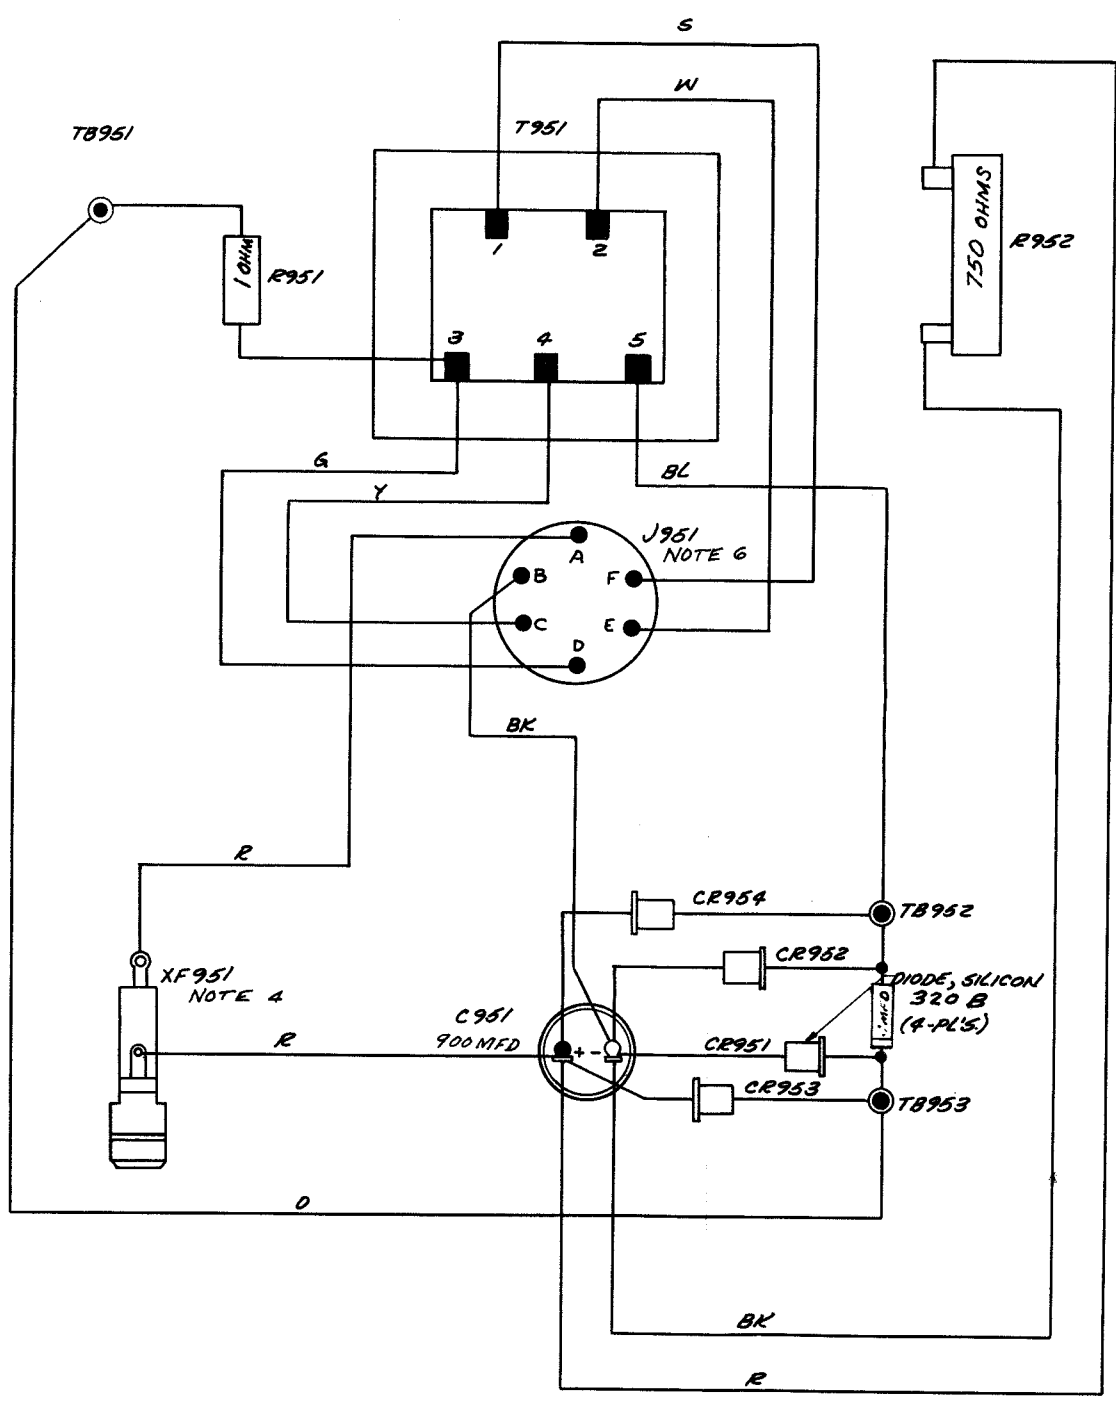 S
W
TB951
T951
1
2
1 OHM
R951
750 OHMS
R952
3
4
5
G
BL
Y
J951
NOTE 6
A
B
F
C
E
D
BK
R
CR954
TB952
XF951
NOTE 4
CR952
DIODE, SILICON
320 B
(4-PL'S.)
C951
900 MFD
R
+ -
CR951
.1MFD
CR953
TB953
O
BK
R